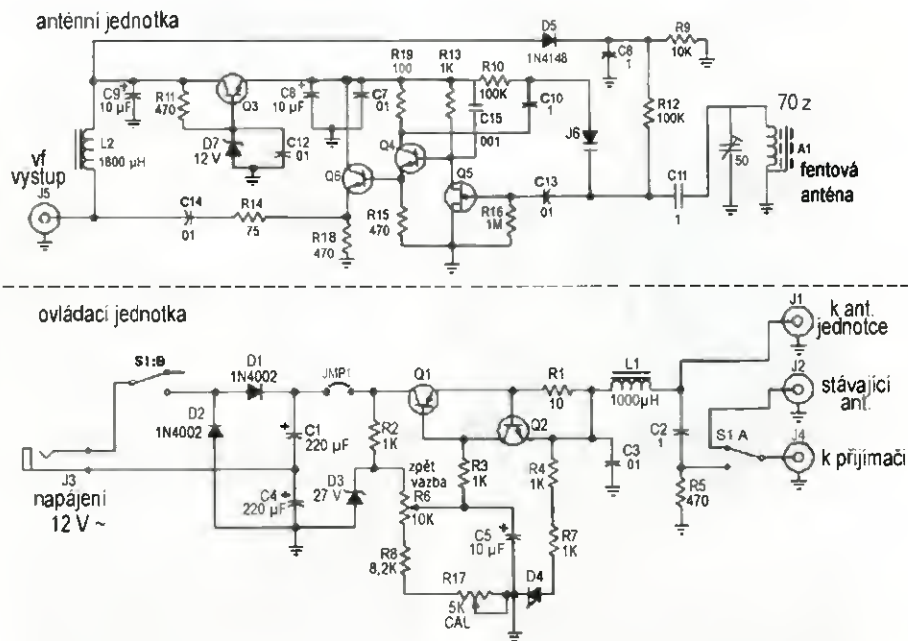 anténní jednotka
D5
1N4148
R9
10K
C8
1
R19
100
R13
1K
R10
100K
C9
10 µF
R11
470
Q3
C8
10 µF
C7
01
C15
001
C10
1
R12
100K
70 z
L2
1800 µH
D7
12 V
C12
01
Q4
J6
50
A1
fentová
anténa
vf
vystup
J5
Q6
Q5
C13
01
C11
1
C14
01
R14
75
R15
470
R16
1M
R18
470
ovládací jednotka
J1
k ant.
jednotce
S1:B
D1
1N4002
JMP1
Q1
R1
10
L1
1000µH
J2
stávající
ant.
D2
1N4002
C1
220 µF
R2
1K
Q2
C2
1
S1 A
J4
k přijímači
J3
napájení
12 V ~
C4
220 µF
D3
27 V
zpět
vazba
R6
10K
R3
1K
R4
1K
C3
01
R5
470
R8
8,2K
C5
10 µF
R7
1K
R17
5K
CAL
D4